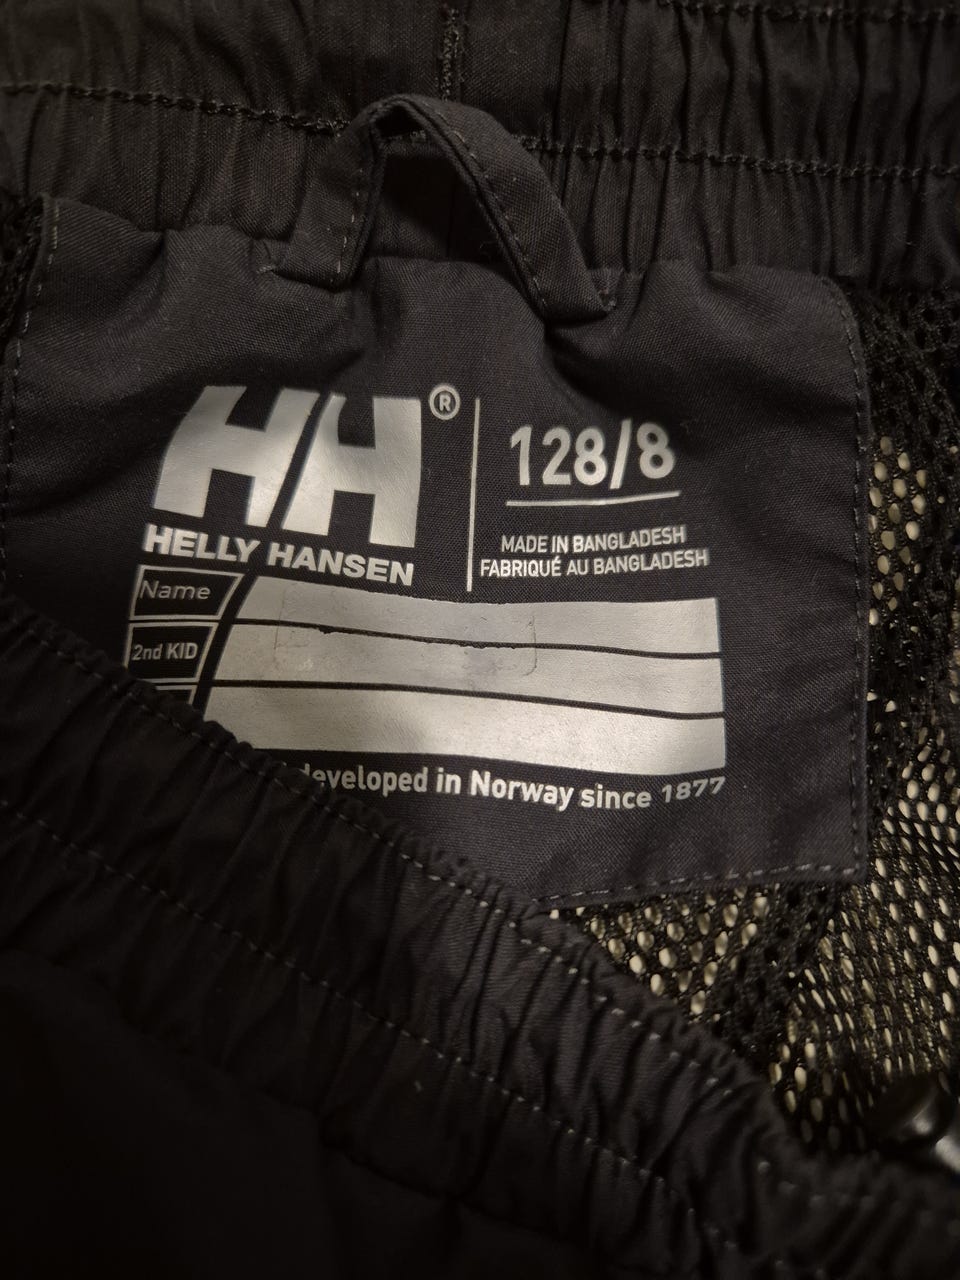 HH®
HELLY HANSEN
128/8
MADE IN BANGLADESH
FABRIQUÉ AU BANGLADESH
Name
2nd KID
developed in Norway since 1877